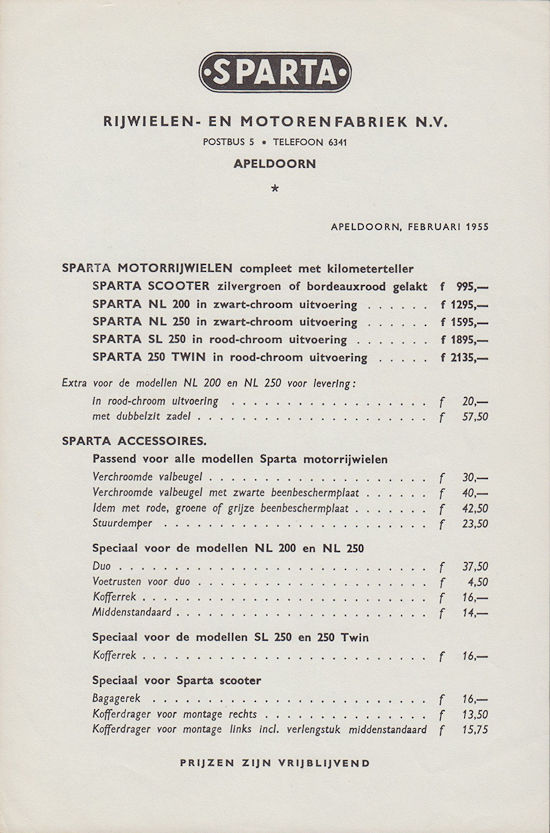 SPARTA
RIJWIELEN- EN MOTORENFABRIEK N.V.
POSTBUS 5 • TELEFOON 6341
APELDOORN
*
APELDOORN, FEBRUARI 1955
SPARTA MOTORRIJWIELEN compleet met kilometerteller
SPARTA SCOOTER zilvergroen of bordeauxrood gelakt f 995,—
SPARTA NL 200 in zwart-chroom uitvoering . . . . . . f 1295,—
SPARTA NL 250 in zwart-chroom uitvoering . . . . . . f 1595,—
SPARTA SL 250 in rood-chroom uitvoering . . . . . . . f 1895,—
SPARTA 250 TWIN in rood-chroom uitvoering . . . . . f 2135,—
Extra voor de modellen NL 200 en NL 250 voor levering:
in rood-chroom uitvoering . . . . . . . . . . . . . . . . . f 20,—
met dubbelzit zadel . . . . . . . . . . . . . . . . . . . . f 57,50
SPARTA ACCESSOIRES.
Passend voor alle modellen Sparta motorrijwielen
Verchroomde valbeugel . . . . . . . . . . . . . . . . . . . f 30,—
Verchroomde valbeugel met zwarte beenbeschermplaat . . . . . . f 40,—
Idem met rode, groene of grijze beenbeschermplaat . . . . . . f 42,50
Stuurdemper . . . . . . . . . . . . . . . . . . . . . . . f 23,50
Speciaal voor de modellen NL 200 en NL 250
Duo . . . . . . . . . . . . . . . . . . . . . . . . . . f 37,50
Voetrusten voor duo . . . . . . . . . . . . . . . . . . . . f 4,50
Kofferrek . . . . . . . . . . . . . . . . . . . . . . . . f 16,—
Middenstandaard . . . . . . . . . . . . . . . . . . . . . . f 14,—
Speciaal voor de modellen SL 250 en 250 Twin
Kofferrek . . . . . . . . . . . . . . . . . . . . . . . . f 16,—
Speciaal voor Sparta scooter
Bagagerek . . . . . . . . . . . . . . . . . . . . . . . . f 16,—
Kofferdrager voor montage rechts . . . . . . . . . . . . . . f 13,50
Kofferdrager voor montage links incl. verlengstuk middenstandaard f 15,75
PRIJZEN ZIJN VRIJBLIJVEND